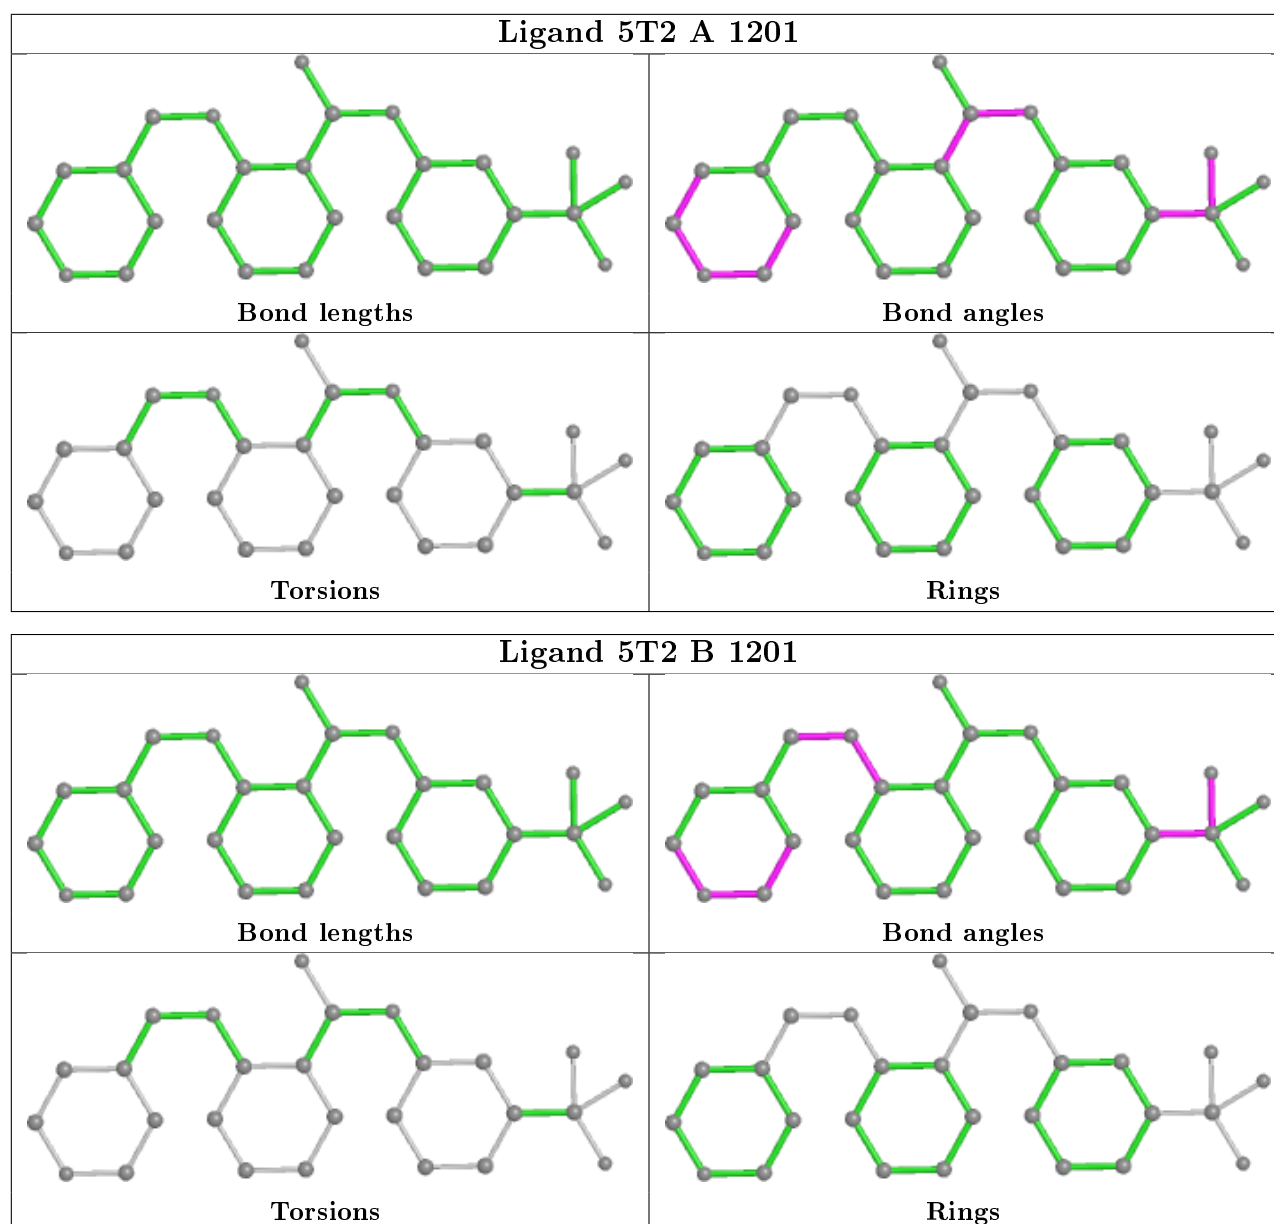 Ligand 5T2 A 1201
Bond lengths
Bond angles
Torsions
Rings
Ligand 5T2 B 1201
Bond lengths
Bond angles
Torsions
Rings